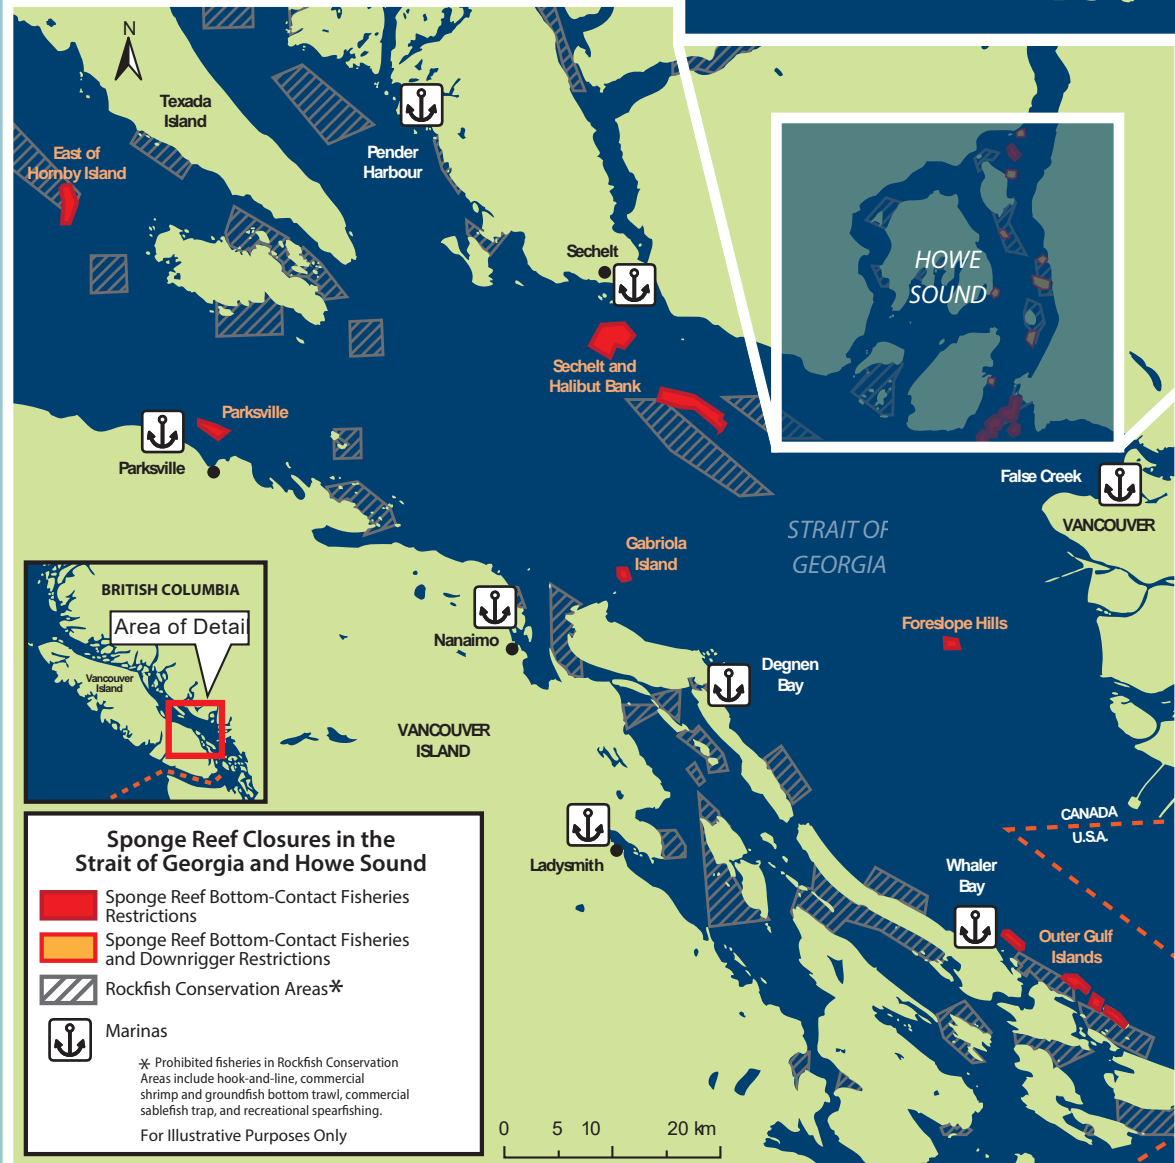 N
Texada
Island
East of
Hornby Island
Pender
Harbour
Sechelt
HOWE
SOUND
Sechelt and
Halibut Bank
Parksville
Parksville
False Creek
VANCOUVER
STRAIT OF
GEORGIA
Gabriola
Island
BRITISH COLUMBIA
Area of Detail
Vancouver
Island
Nanaimo
Foreslope Hills
Degnen
Bay
VANCOUVER
ISLAND
CANADA
U.S.A.
Ladysmith
Whaler
Bay
Outer Gulf
Islands
Sponge Reef Closures in the
Strait of Georgia and Howe Sound
Sponge Reef Bottom-Contact Fisheries
Restrictions
Sponge Reef Bottom-Contact Fisheries
and Downrigger Restrictions
Rockfish Conservation Areas*
Marinas
* Prohibited fisheries in Rockfish Conservation
Areas include hook-and-line, commercial
shrimp and groundfish bottom trawl, commercial
sablefish trap, and recreational spearfishing.
For Illustrative Purposes Only
0 5 10 20 km